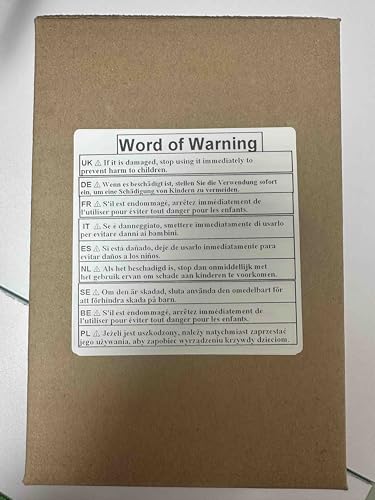 Word of Warning
UK ⚠ If it is damaged, stop using it immediately to
prevent harm to children.
DE ⚠ Wenn es beschädigt ist, stellen Sie die Verwendung sofort
ein, um eine Schädigung von Kindern zu vermeiden.
FR ⚠ S'il est endommagé, arrêtez immédiatement de
l'utiliser pour éviter tout danger pour les enfants.
IT ⚠ Se è danneggiato, smettere immediatamente di usarlo
per evitare danni ai bambini.
ES ⚠ Si está dañado, deje de usarlo inmediatamente para
evitar daños a los niños.
NL ⚠ Als het beschadigd is, stop dan onmiddellijk met
het gebruik ervan om schade aan kinderen te voorkomen.
SE ⚠ Om den är skadad, sluta använda den omedelbart för
att förhindra skada på barn.
BE ⚠ S'il est endommagé, arrêtez immédiatement de
l'utiliser pour éviter tout danger pour les enfants.
PL ⚠ Jeżeli jest uszkodzony, należy natychmiast zaprzestać
jego używania, aby zapobiec wyrządzeniu krzywdy dzieciom.